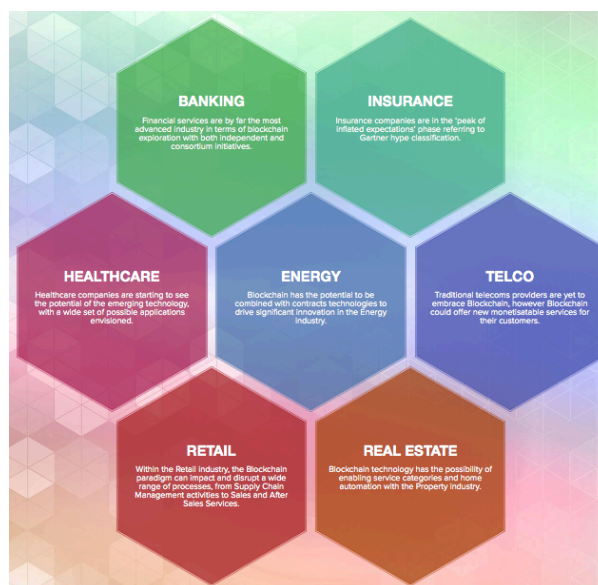 BANKING
Financial services are by far the most
advanced industry in terms of blockchain
exploration with both independent and
consortium initiatives.
INSURANCE
Insurance companies are in the 'peak of
inflated expectations' phase referring to
Gartner hype classification.
HEALTHCARE
Healthcare companies are starting to see
the potential of the emerging technology,
with a wide set of possible applications
envisioned.
ENERGY
Blockchain has the potential to be
combined with contracts technologies to
drive significant innovation in the Energy
industry.
TELCO
Traditional telecoms providers are yet to
embrace Blockchain, however Blockchain
could offer new monetisatable services for
their customers.
RETAIL
Within the Retail industry, the Blockchain
paradigm can impact and disrupt a wide
range of processes, from Supply Chain
Management activities to Sales and After
Sales Services.
REAL ESTATE
Blockchain technology has the possibility of
enabling service categories and home
automation with the Property industry.